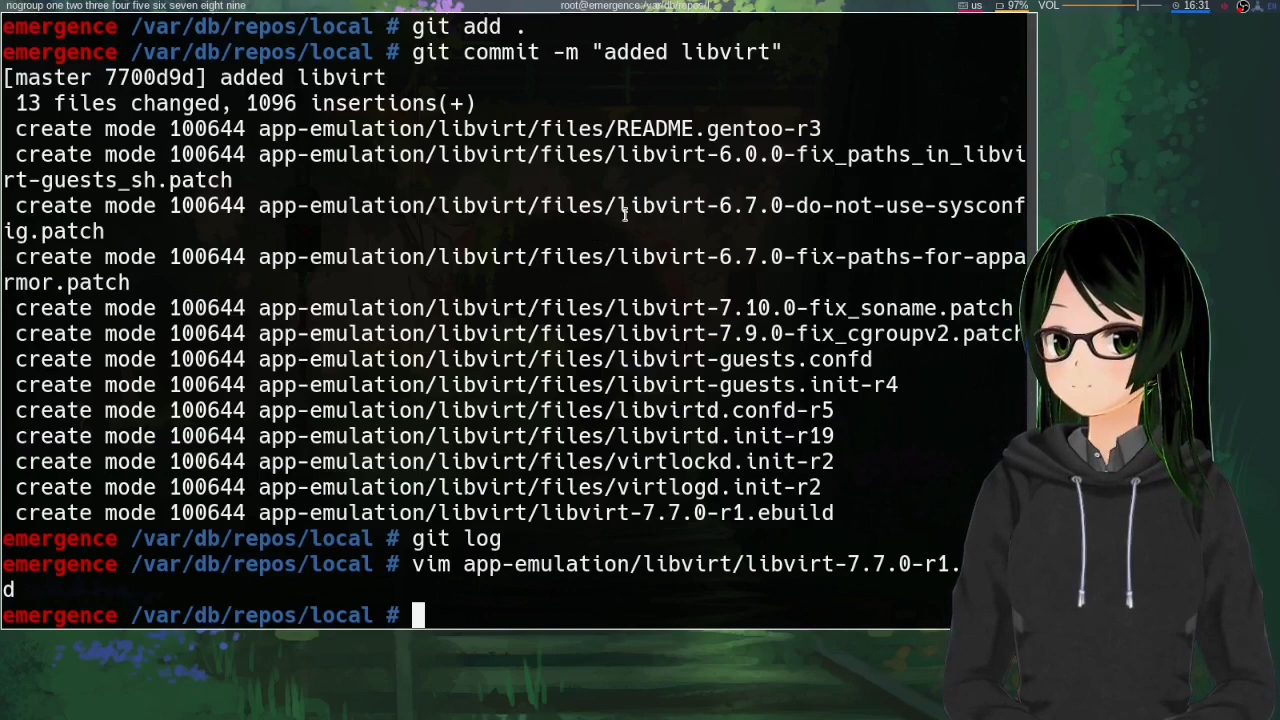 nogroup one two three four five six seven eight nine
root@emergence:/var/db/repos/l
us
97%
VOL
16:31
emergence /var/db/repos/local # git add .
emergence /var/db/repos/local # git commit -m "added libvirt"
[master 7700d9d] added libvirt
 13 files changed, 1096 insertions(+)
 create mode 100644 app-emulation/libvirt/files/README.gentoo-r3
 create mode 100644 app-emulation/libvirt/files/libvirt-6.0.0-fix_paths_in_libvi
rt-guests_sh.patch
 create mode 100644 app-emulation/libvirt/files/libvirt-6.7.0-do-not-use-sysconf
ig.patch
 create mode 100644 app-emulation/libvirt/files/libvirt-6.7.0-fix-paths-for-appa
rmor.patch
 create mode 100644 app-emulation/libvirt/files/libvirt-7.10.0-fix_soname.patch
 create mode 100644 app-emulation/libvirt/files/libvirt-7.9.0-fix_cgroupv2.patch
 create mode 100644 app-emulation/libvirt/files/libvirt-guests.confd
 create mode 100644 app-emulation/libvirt/files/libvirt-guests.init-r4
 create mode 100644 app-emulation/libvirt/files/libvirtd.confd-r5
 create mode 100644 app-emulation/libvirt/files/libvirtd.init-r19
 create mode 100644 app-emulation/libvirt/files/virtlockd.init-r2
 create mode 100644 app-emulation/libvirt/files/virtlogd.init-r2
 create mode 100644 app-emulation/libvirt/libvirt-7.7.0-r1.ebuild
emergence /var/db/repos/local # git log
emergence /var/db/repos/local # vim app-emulation/libvirt/libvirt-7.7.0-r1.
d
emergence /var/db/repos/local #